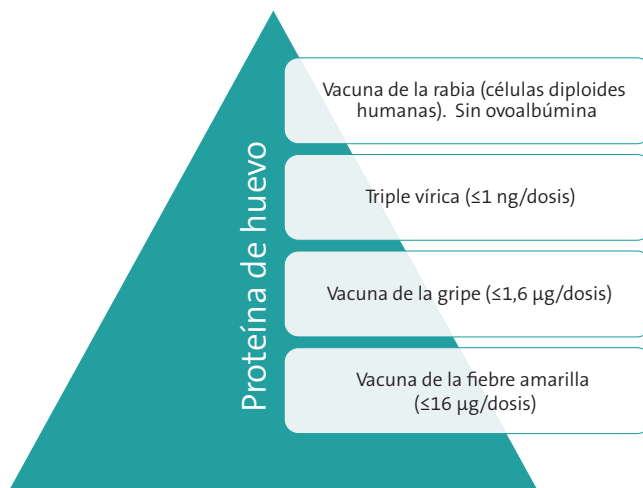 Proteína de huevo
Vacuna de la rabia (células diploides
humanas). Sin ovoalbúmina
Triple vírica (≤1 ng/dosis)
Vacuna de la gripe (≤1,6 μg/dosis)
Vacuna de la fiebre amarilla
(≤16 μg/dosis)